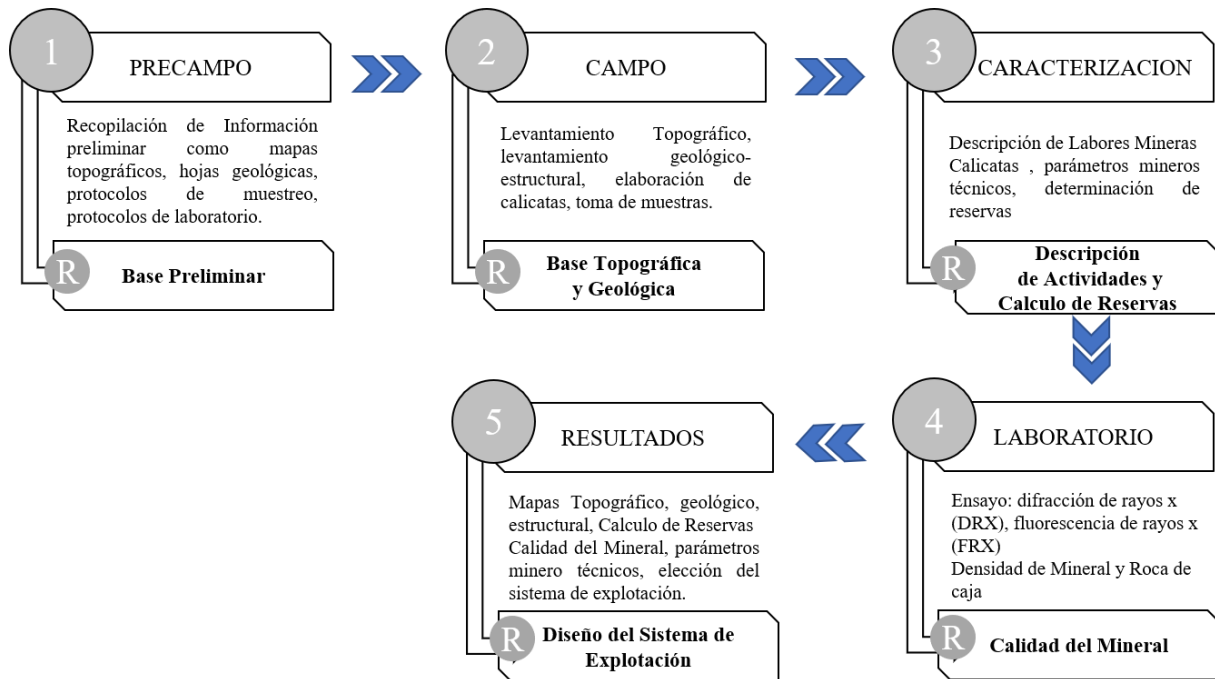 1
PRECAMPO
Recopilación de Información
preliminar como mapas
topográficos, hojas geológicas,
protocolos de muestreo,
protocolos de laboratorio.
R
Base Preliminar
2
CAMPO
Levantamiento Topográfico,
levantamiento geológico-
estructural, elaboración de
calicatas, toma de muestras.
R
Base Topográfica
y Geológica
3
CARACTERIZACION
Descripción de Labores Mineras
Calicatas , parámetros mineros
técnicos, determinación de
reservas
R
Descripción
de Actividades y
Calculo de Reservas
4
LABORATORIO
Ensayo: difracción de rayos x
(DRX), fluorescencia de rayos x
(FRX)
Densidad de Mineral y Roca de
caja
R
Calidad del Mineral
5
RESULTADOS
Mapas Topográfico, geológico,
estructural, Calculo de Reservas
Calidad del Mineral, parámetros
minero técnicos, elección del
sistema de explotación.
R
Diseño del Sistema de
Explotación